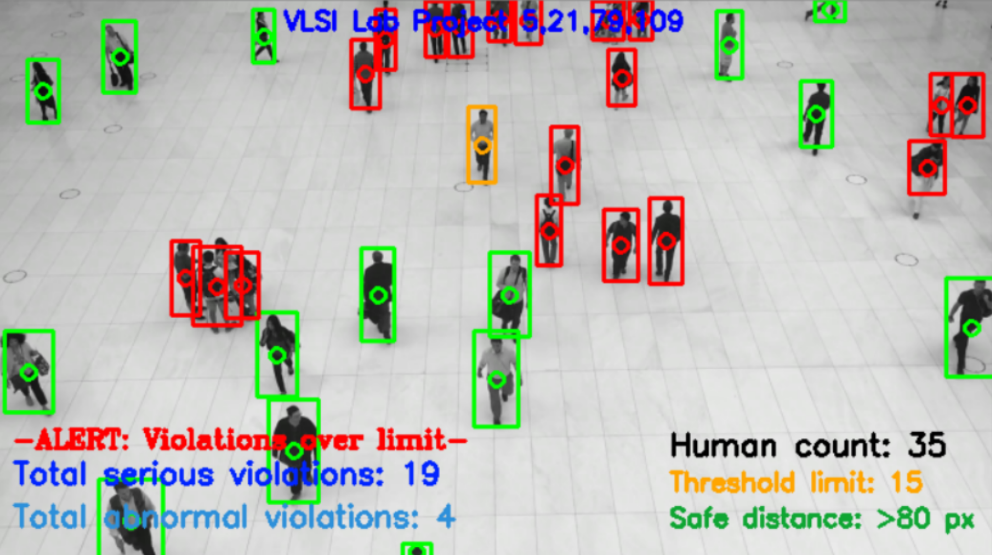 VLSI Lab Project 5,21,79,109
-ALERT: Violations over limit-
Total serious violations: 19
Total abnormal violations: 4
Human count: 35
Threshold limit: 15
Safe distance: >80 px